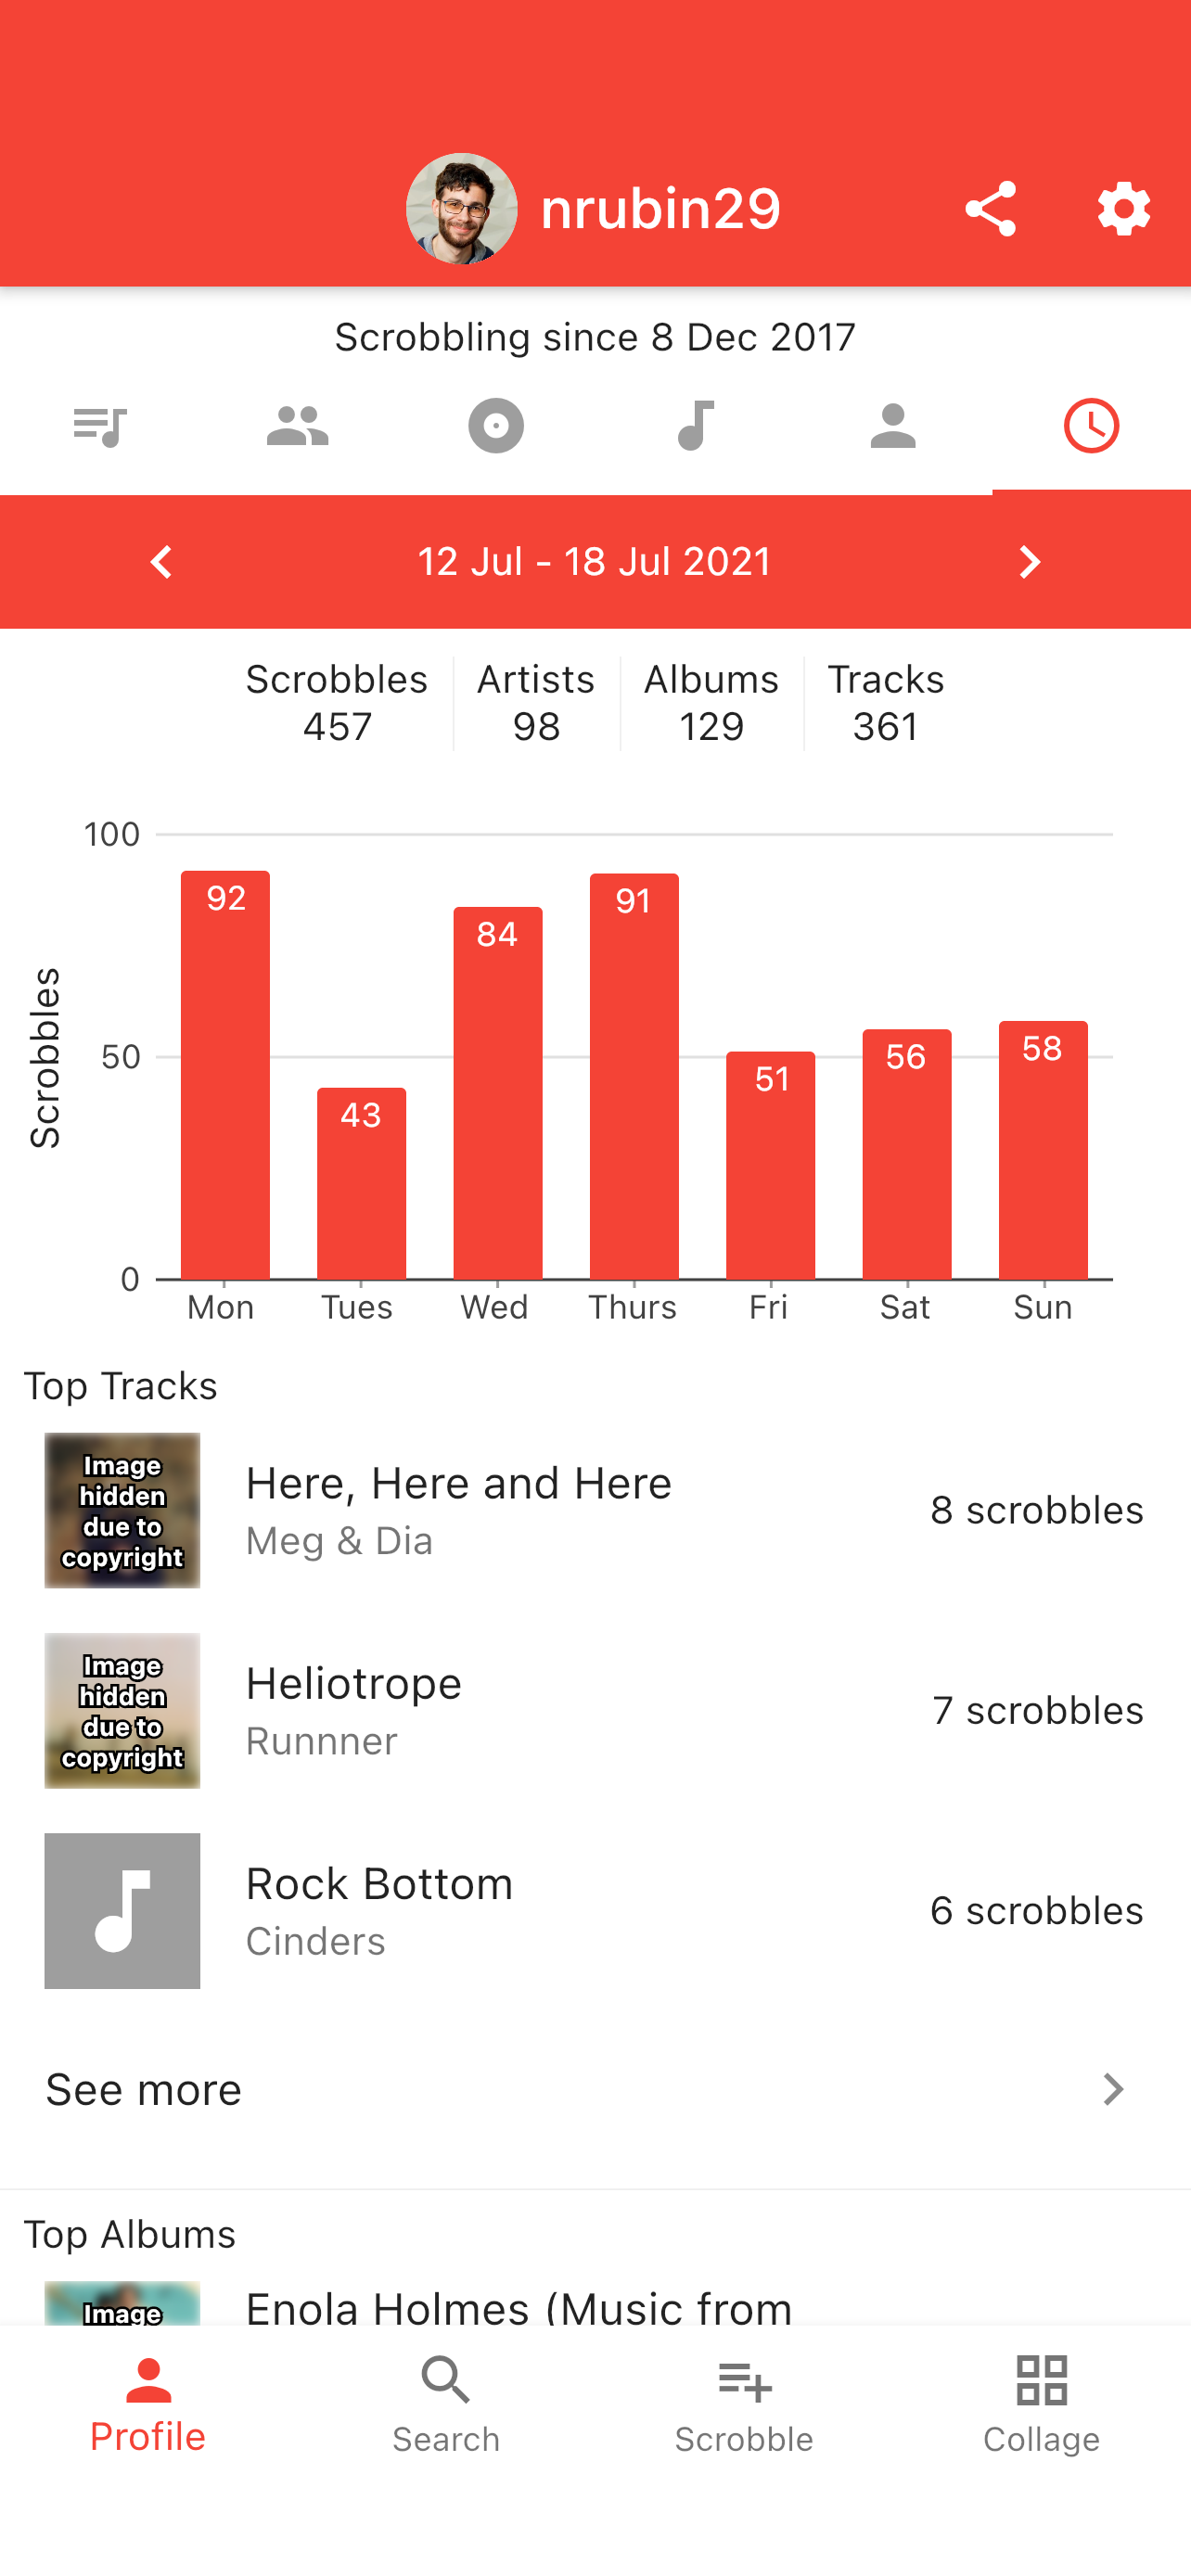 nrubin29
Scrobbling since 8 Dec 2017
12 Jul - 18 Jul 2021
Scrobbles Artists Albums Tracks
457 98 129 361
100
50
0
Scrobbles
92 43 84 91 51 56 58
Mon Tues Wed Thurs Fri Sat Sun
Top Tracks
Image
hidden
due to
copyright
Here, Here and Here
Meg & Dia
8 scrobbles
Image
hidden
due to
copyright
Heliotrope
Runnner
7 scrobbles
Rock Bottom
Cinders
6 scrobbles
See more
Top Albums
Image
Enola Holmes (Music from
Profile Search Scrobble Collage